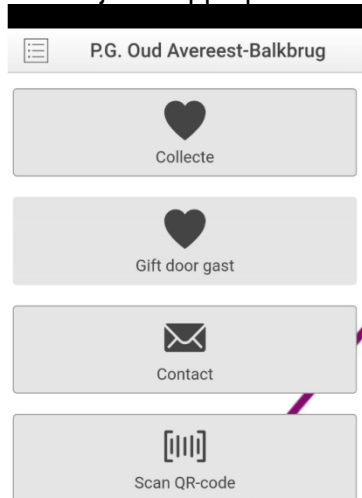 P.G. Oud Avereest-Balkbrug
Collecte
Gift door gast
Contact
Scan QR-code